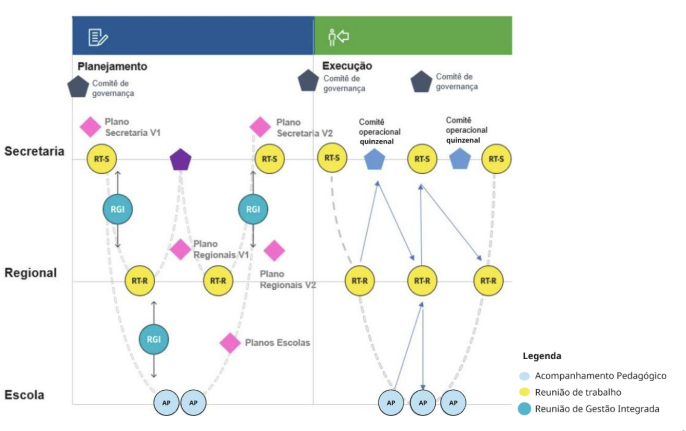 Planejamento
Execução
Comitê de
governança
Comitê de
governança
Comitê de
governança
Plano
Secretaria V1
Plano
Secretaria V2
Comitê
operacional
quinzenal
Comitê
operacional
quinzenal
Secretaria
RT-S
RT-S
RT-S
RT-S
RT-S
RGI
RGI
Plano
Regionais V1
Plano
Regionais V2
Regional
RT-R
RT-R
RT-R
RT-R
RT-R
RGI
Planos Escolas
Escola
AP
AP
AP
AP
AP
Legenda
Acompanhamento Pedagógico
Reunião de trabalho
Reunião de Gestão Integrada